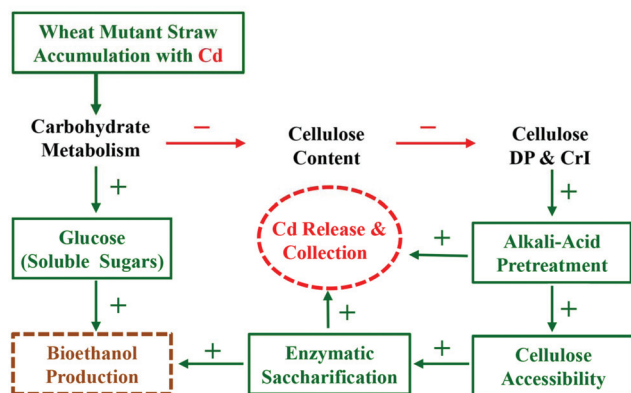 Wheat Mutant Straw
Accumulation with Cd
Carbohydrate
Metabolism
−
Cellulose
Content
−
Cellulose
DP & CrI
+
+
Glucose
(Soluble Sugars)
Cd Release &
Collection
+
Alkali-Acid
Pretreatment
+
+
+
Bioethanol
Production
+
Enzymatic
Saccharification
+
Cellulose
Accessibility